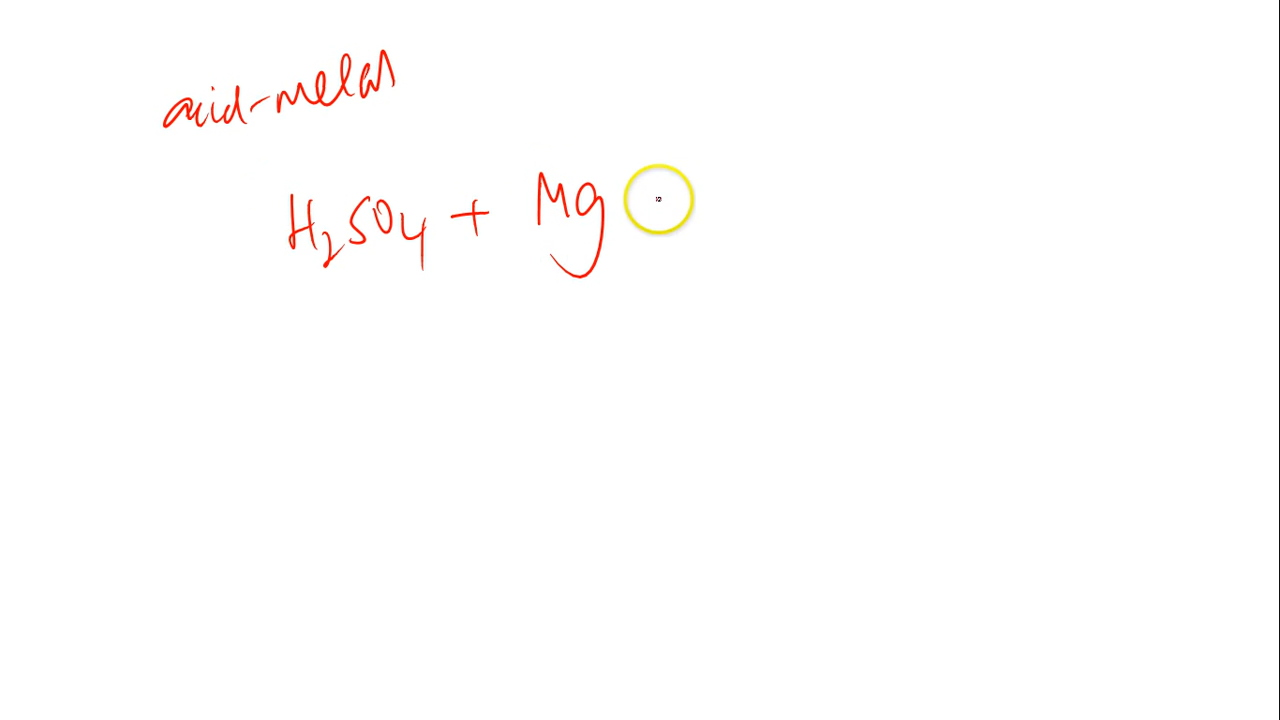 acid-metal
H₂SO₄ + Mg